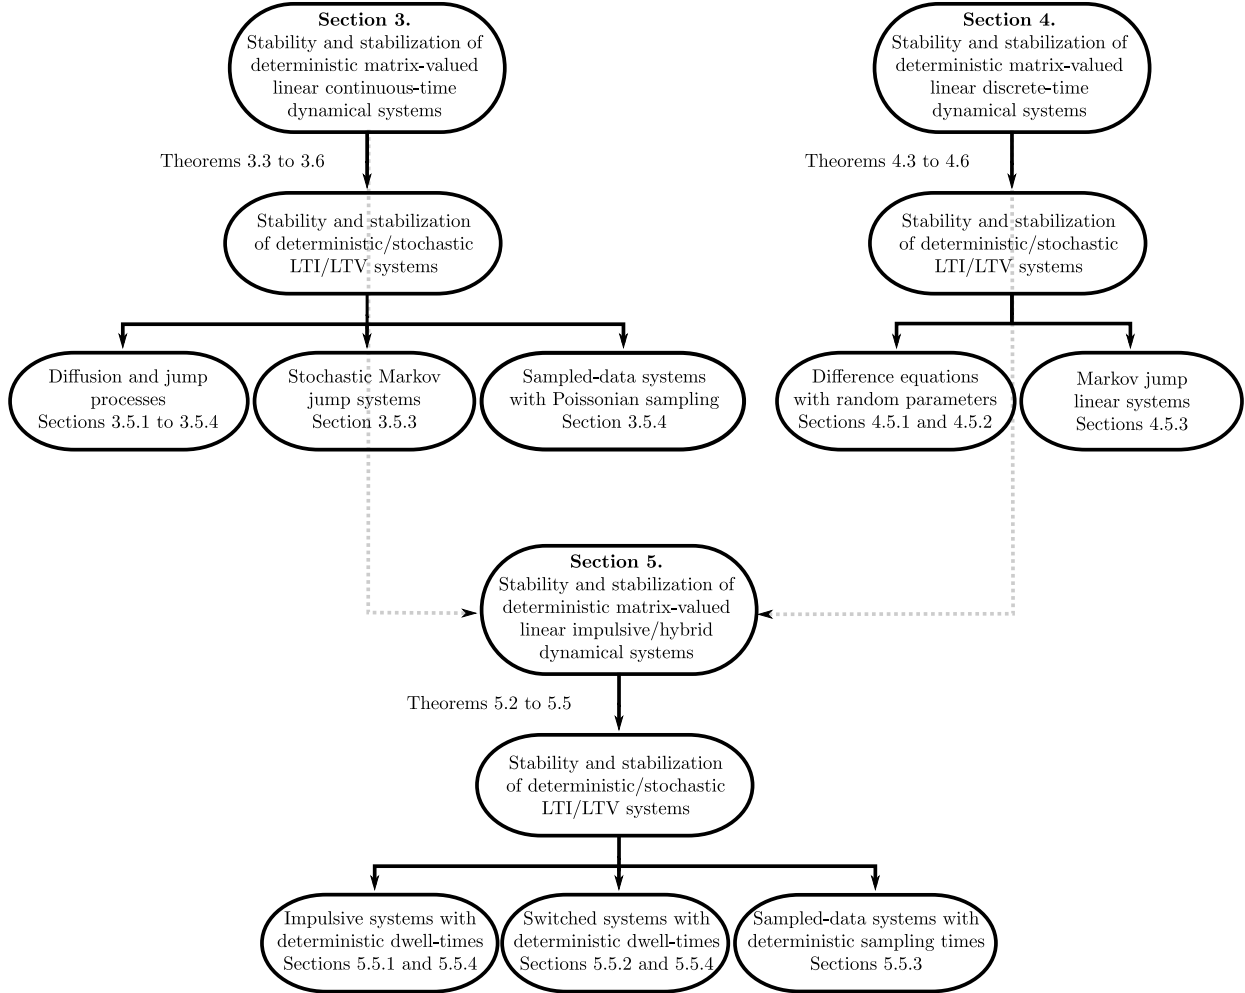 Section 3.
Stability and stabilization of
deterministic matrix-valued
linear continuous-time
dynamical systems
Section 4.
Stability and stabilization of
deterministic matrix-valued
linear discrete-time
dynamical systems
Theorems 3.3 to 3.6
Theorems 4.3 to 4.6
Stability and stabilization
of deterministic/stochastic
LTI/LTV systems
Stability and stabilization
of deterministic/stochastic
LTI/LTV systems
Diffusion and jump
processes
Sections 3.5.1 to 3.5.4
Stochastic Markov
jump systems
Section 3.5.3
Sampled-data systems
with Poissonian sampling
Section 3.5.4
Difference equations
with random parameters
Sections 4.5.1 and 4.5.2
Markov jump
linear systems
Sections 4.5.3
Section 5.
Stability and stabilization of
deterministic matrix-valued
linear impulsive/hybrid
dynamical systems
Theorems 5.2 to 5.5
Stability and stabilization
of deterministic/stochastic
LTI/LTV systems
Impulsive systems with
deterministic dwell-times
Sections 5.5.1 and 5.5.4
Switched systems with
deterministic dwell-times
Sections 5.5.2 and 5.5.4
Sampled-data systems with
deterministic sampling times
Sections 5.5.3